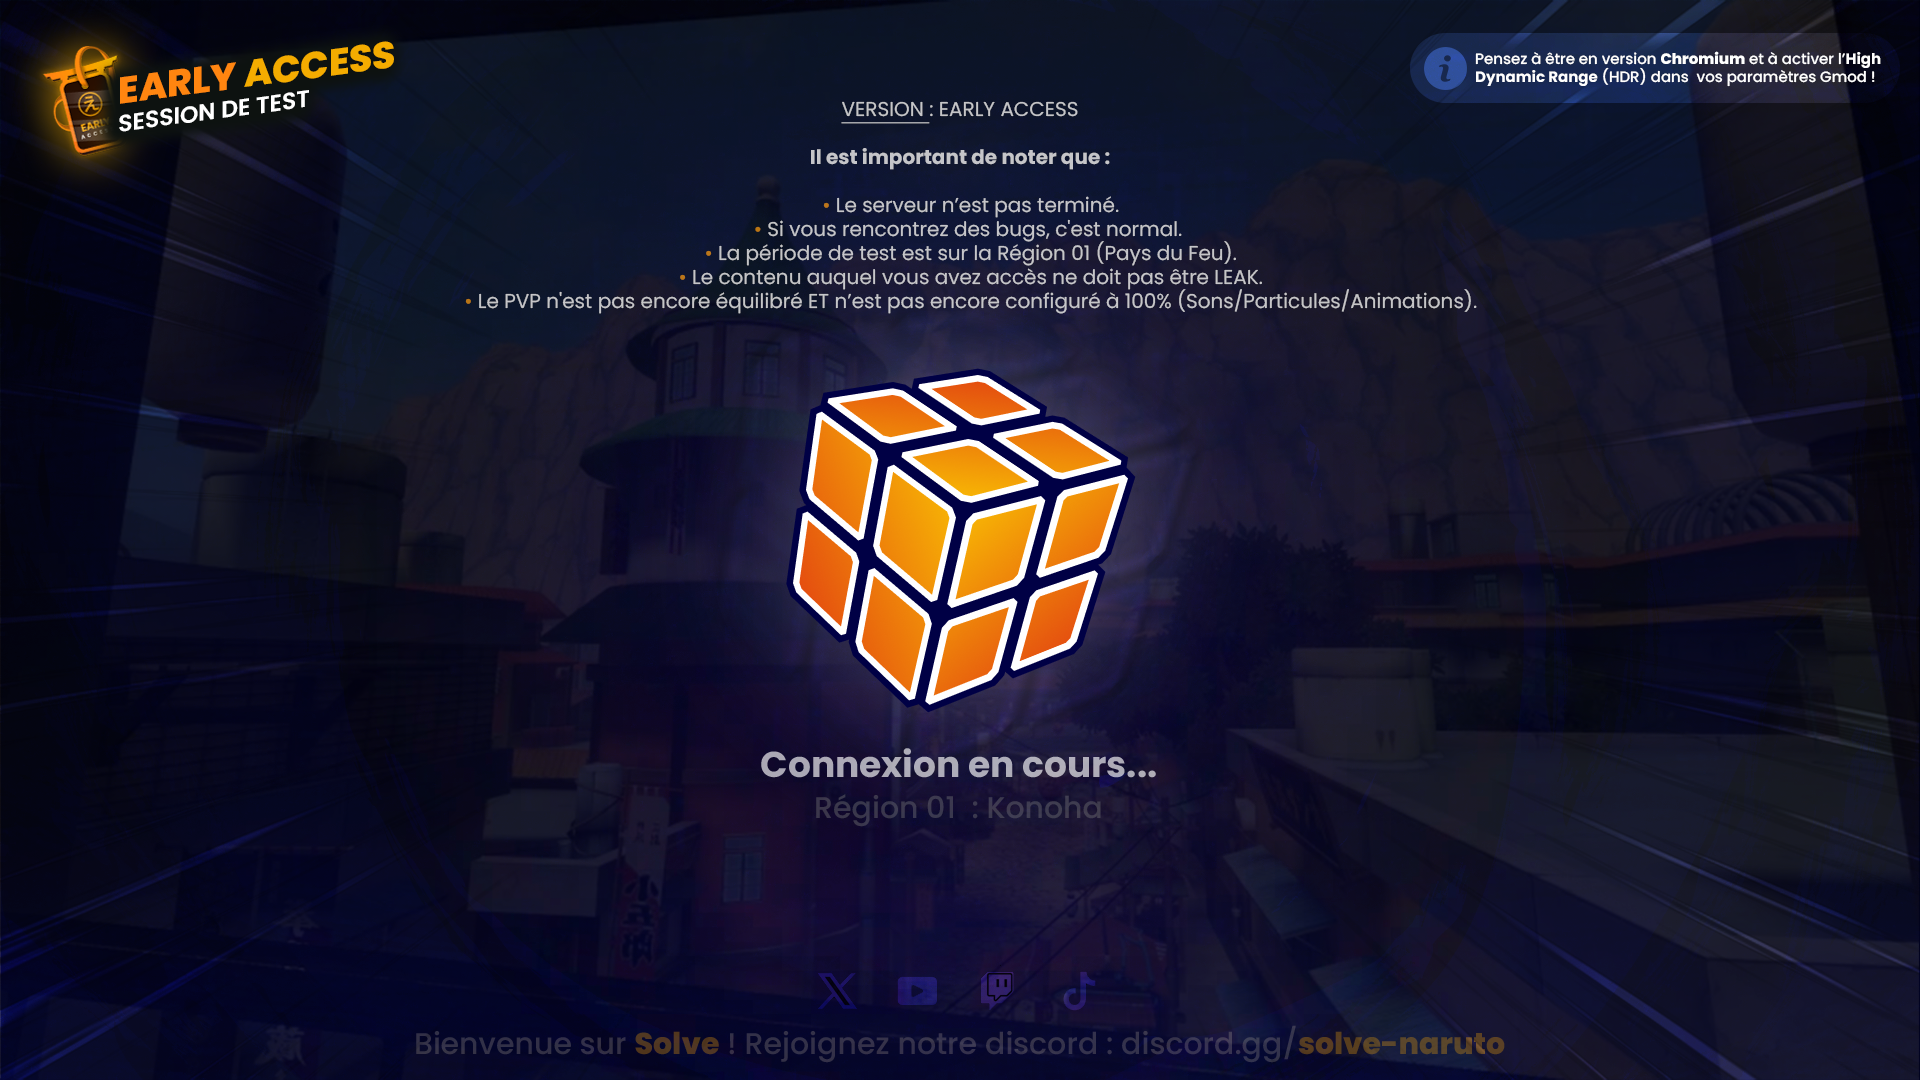 EARLY ACCESS
SESSION DE TEST
Pensez à être en version Chromium et à activer l’High
Dynamic Range (HDR) dans  vos paramètres Gmod !
VERSION : EARLY ACCESS
Il est important de noter que :
• Le serveur n’est pas terminé.
• Si vous rencontrez des bugs, c'est normal.
• La période de test est sur la Région 01 (Pays du Feu).
• Le contenu auquel vous avez accès ne doit pas être LEAK.
• Le PVP n'est pas encore équilibré ET n’est pas encore configuré à 100% (Sons/Particules/Animations).
Connexion en cours...
Région 01  : Konoha
Bienvenue sur Solve ! Rejoignez notre discord : discord.gg/solve-naruto